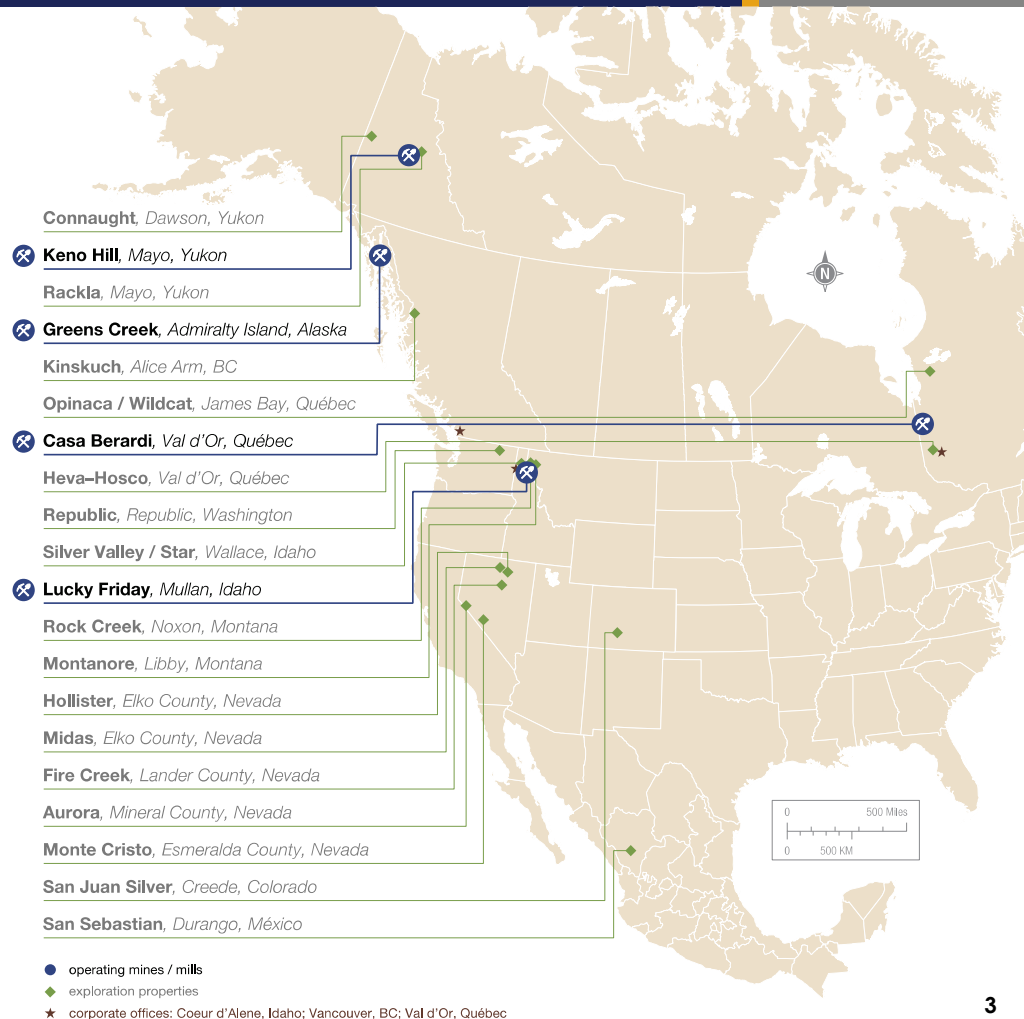 Connaught, Dawson, Yukon
Keno Hill, Mayo, Yukon
Rackla, Mayo, Yukon
Greens Creek, Admiralty Island, Alaska
Kinskuch, Alice Arm, BC
Opinaca / Wildcat, James Bay, Québec
Casa Berardi, Val d'Or, Québec
Heva–Hosco, Val d'Or, Québec
Republic, Republic, Washington
Silver Valley / Star, Wallace, Idaho
Lucky Friday, Mullan, Idaho
Rock Creek, Noxon, Montana
Montanore, Libby, Montana
Hollister, Elko County, Nevada
Midas, Elko County, Nevada
Fire Creek, Lander County, Nevada
Aurora, Mineral County, Nevada
Monte Cristo, Esmeralda County, Nevada
San Juan Silver, Creede, Colorado
San Sebastian, Durango, México
N
0 500 Miles
0 500 KM
operating mines / mills
exploration properties
corporate offices: Coeur d'Alene, Idaho; Vancouver, BC; Val d'Or, Québec
3